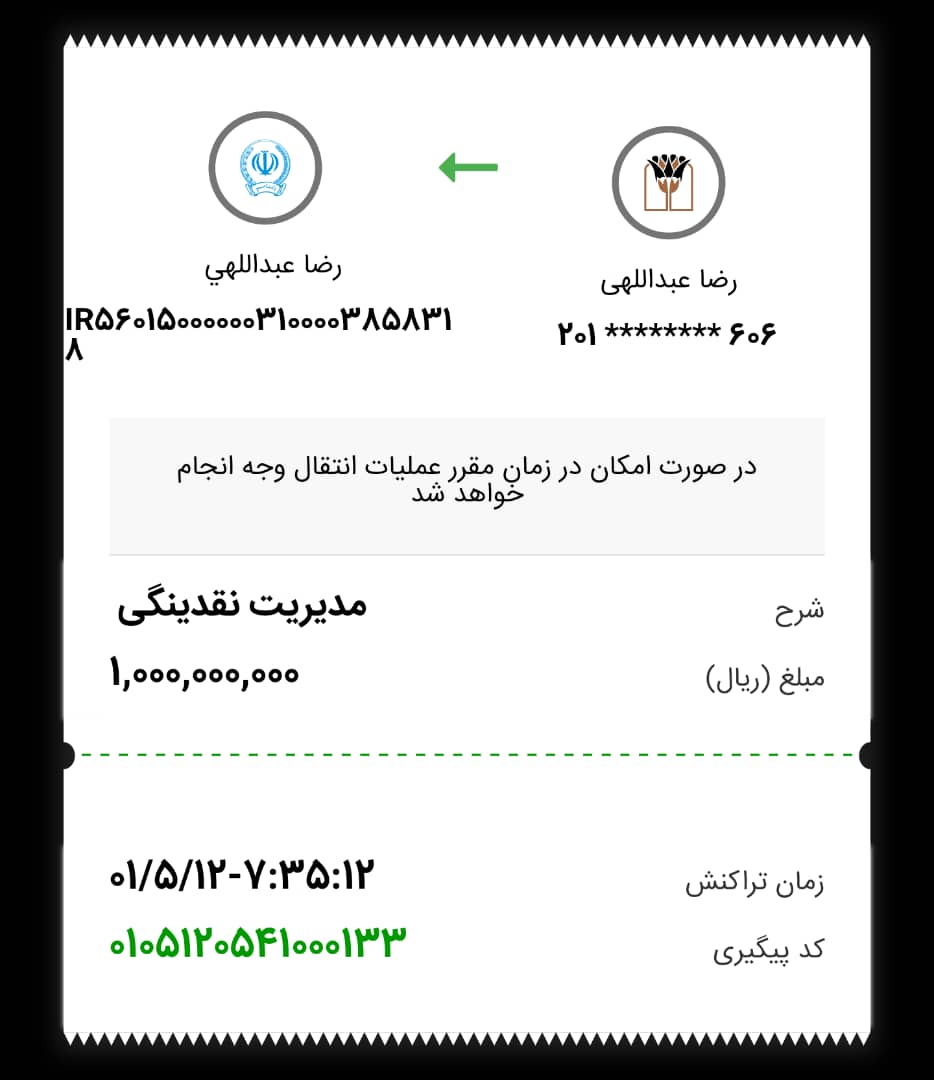 رضا عبداللهی
۲۰۱ ******** ۶۰۶
رضا عبداللهي
IR۵۶۰۱۵۰۰۰۰۰۰۰۳۱۰۰۰۰۳۸۵۸۳۱
۸
در صورت امکان در زمان مقرر عملیات انتقال وجه انجام
خواهد شد
شرح مدیریت نقدینگی
مبلغ (ریال) ۱,۰۰۰,۰۰۰,۰۰۰
زمان تراکنش ۰۱/۵/۱۲-۷:۳۵:۱۲
کد پیگیری ۰۱۰۵۱۲۰۵۴۱۰۰۰۱۳۳